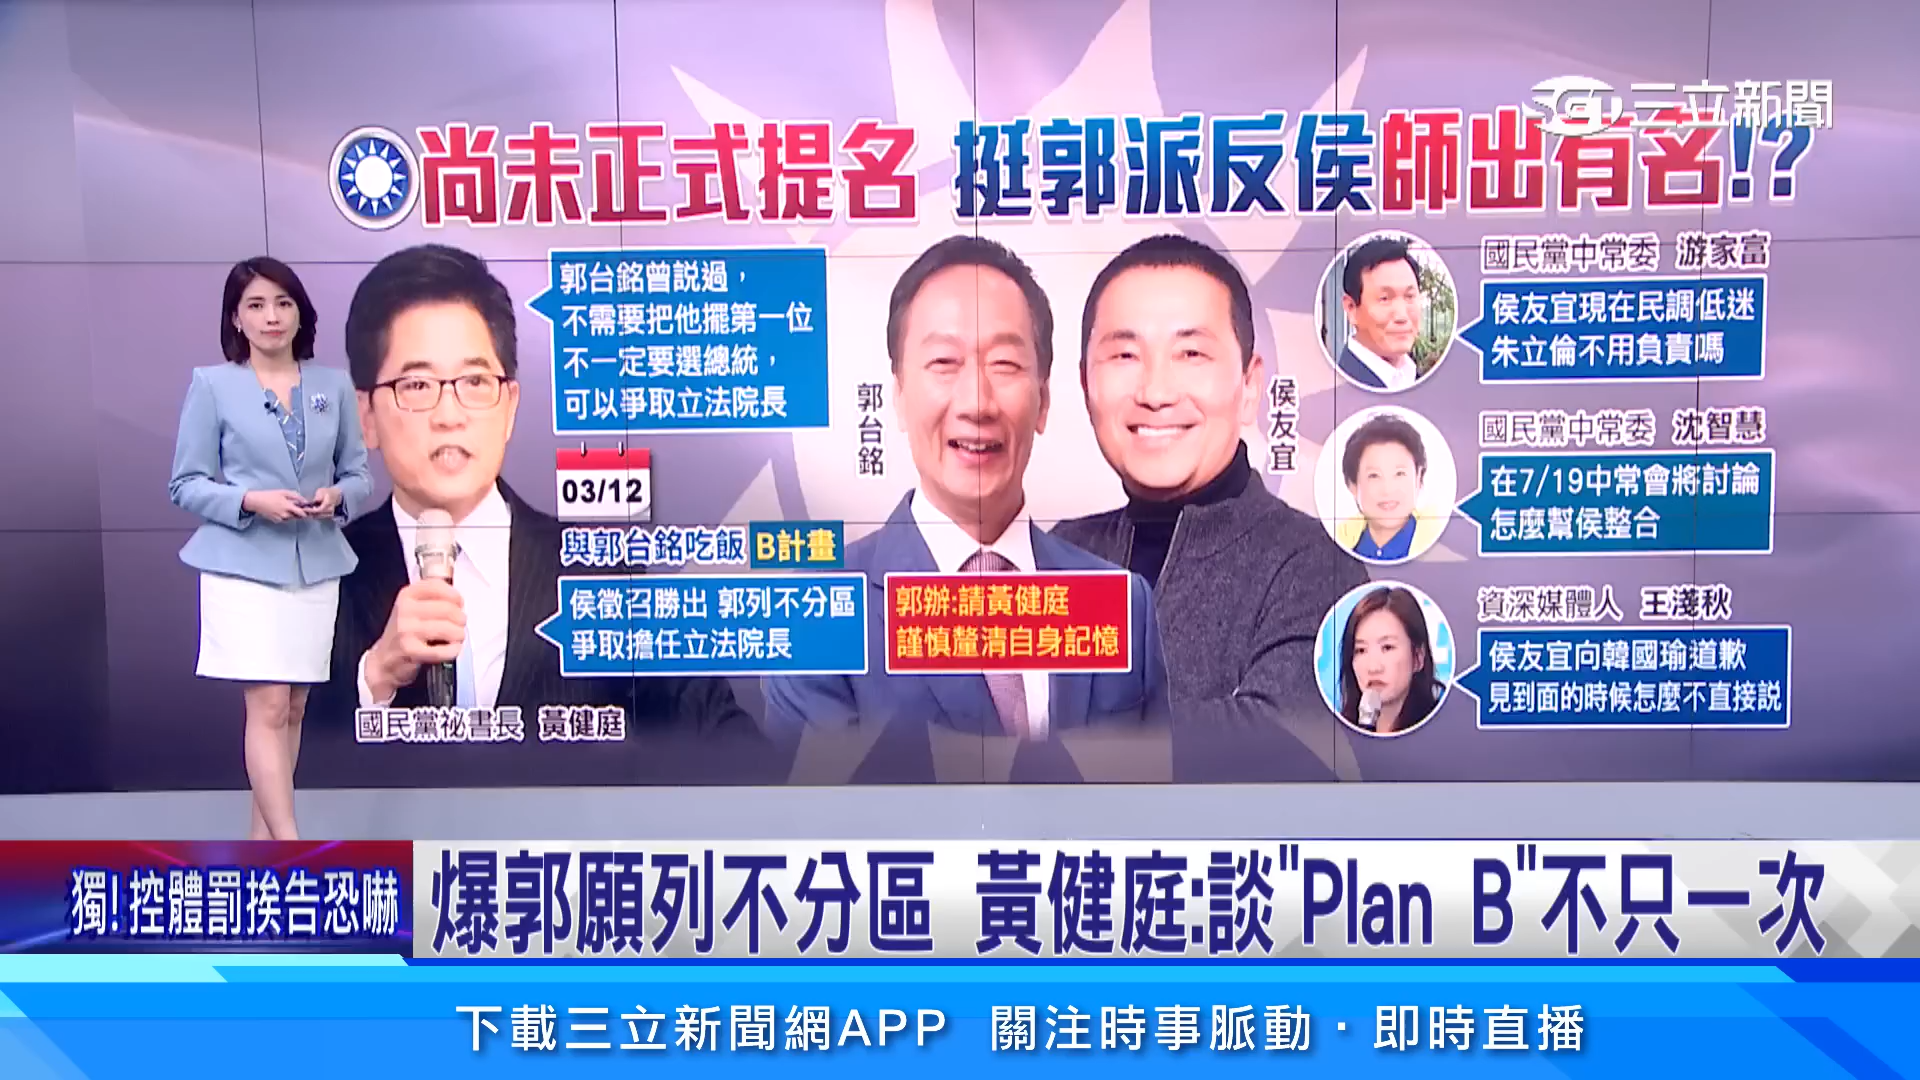 SET 三立新聞
尚未正式提名 挺郭派反侯師出有名!?
郭台銘曾說過，
不需要把他擺第一位
不一定要選總統，
可以爭取立法院長
03/12
與郭台銘吃飯 B計畫
侯徵召勝出 郭列不分區
爭取擔任立法院長
國民黨祕書長 黃健庭
郭台銘
侯友宜
郭辦:請黃健庭
謹慎釐清自身記憶
國民黨中常委 游家富
侯友宜現在民調低迷
朱立倫不用負責嗎
國民黨中常委 沈智慧
在7/19中常會將討論
怎麼幫侯整合
資深媒體人 王淺秋
侯友宜向韓國瑜道歉
見到面的時候怎麼不直接説
獨!控體罰挨告恐嚇
爆郭願列不分區 黃健庭:談"Plan B"不只一次
下載三立新聞網APP 關注時事脈動·即時直播